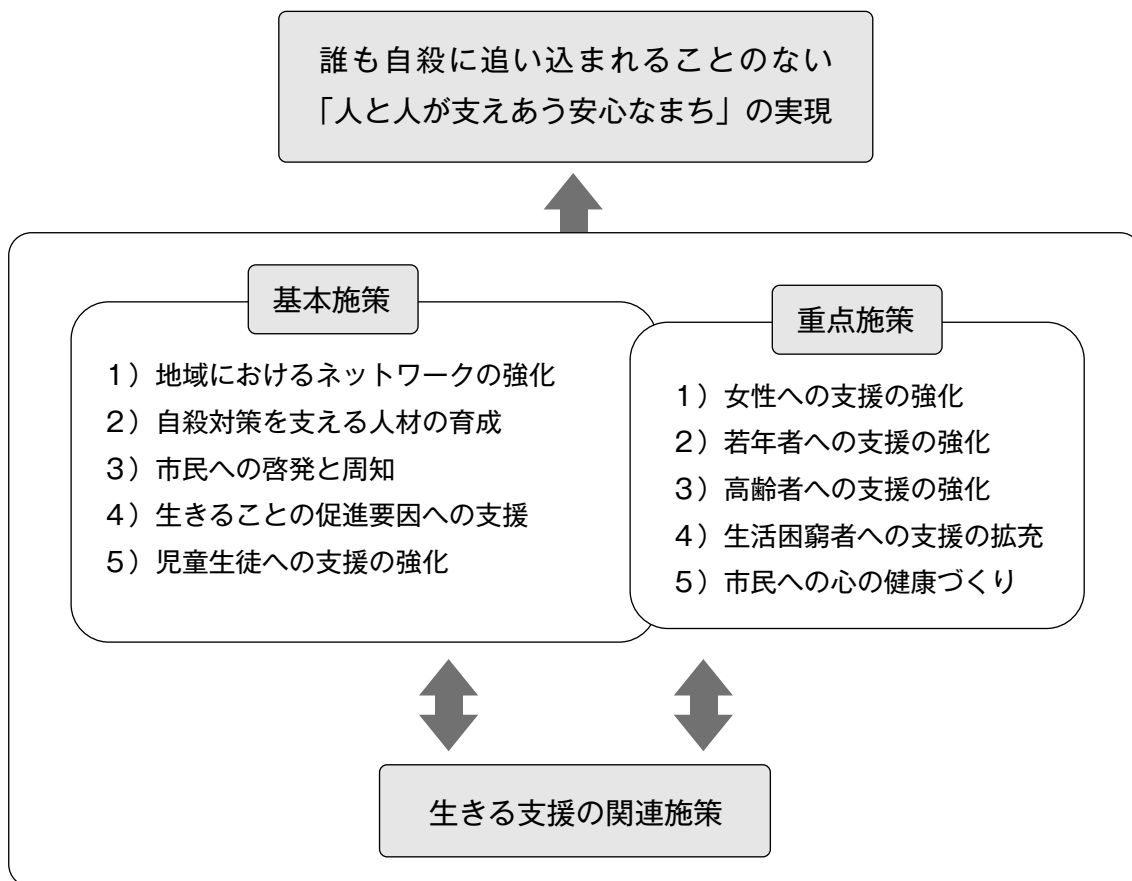 誰も自殺に追い込まれることのない
「人と人が支えあう安心なまち」の実現
基本施策
1）地域におけるネットワークの強化
2）自殺対策を支える人材の育成
3）市民への啓発と周知
4）生きることの促進要因への支援
5）児童生徒への支援の強化
重点施策
1）女性への支援の強化
2）若年者への支援の強化
3）高齢者への支援の強化
4）生活困窮者への支援の拡充
5）市民への心の健康づくり
生きる支援の関連施策